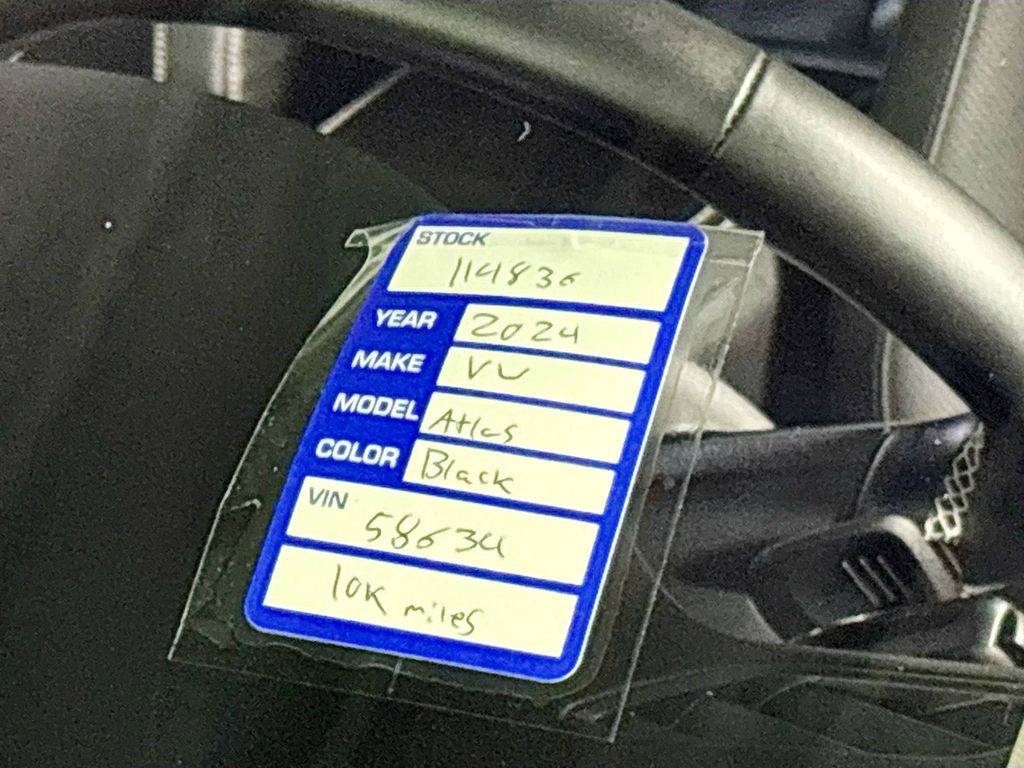 STOCK
114836
YEAR 2024
MAKE VW
MODEL Atlas
COLOR Black
VIN
58634
10K miles